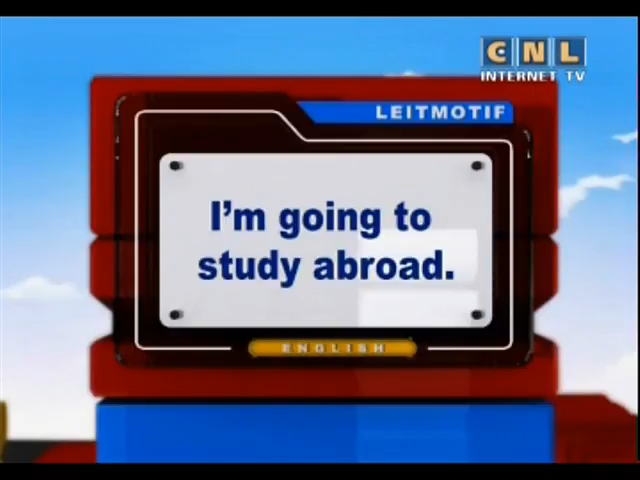 CNL
INTERNET TV
LEITMOTIF
I'm going to
study abroad.
ENGLISH